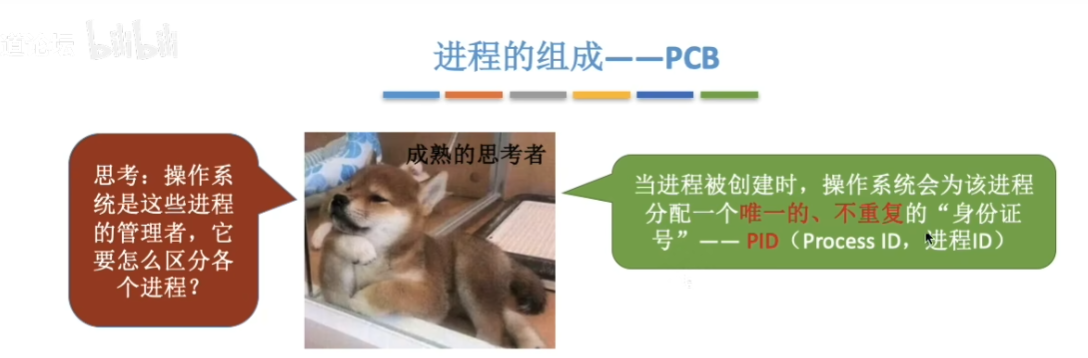 bilibili
进程的组成——PCB
思考：操作系
统是这些进程
的管理者，它
要怎么区分各
个进程？
成熟的思考者
当进程被创建时，操作系统会为该进程
分配一个唯一的、不重复的“身份证
号”—— PID（Process ID，进程ID）